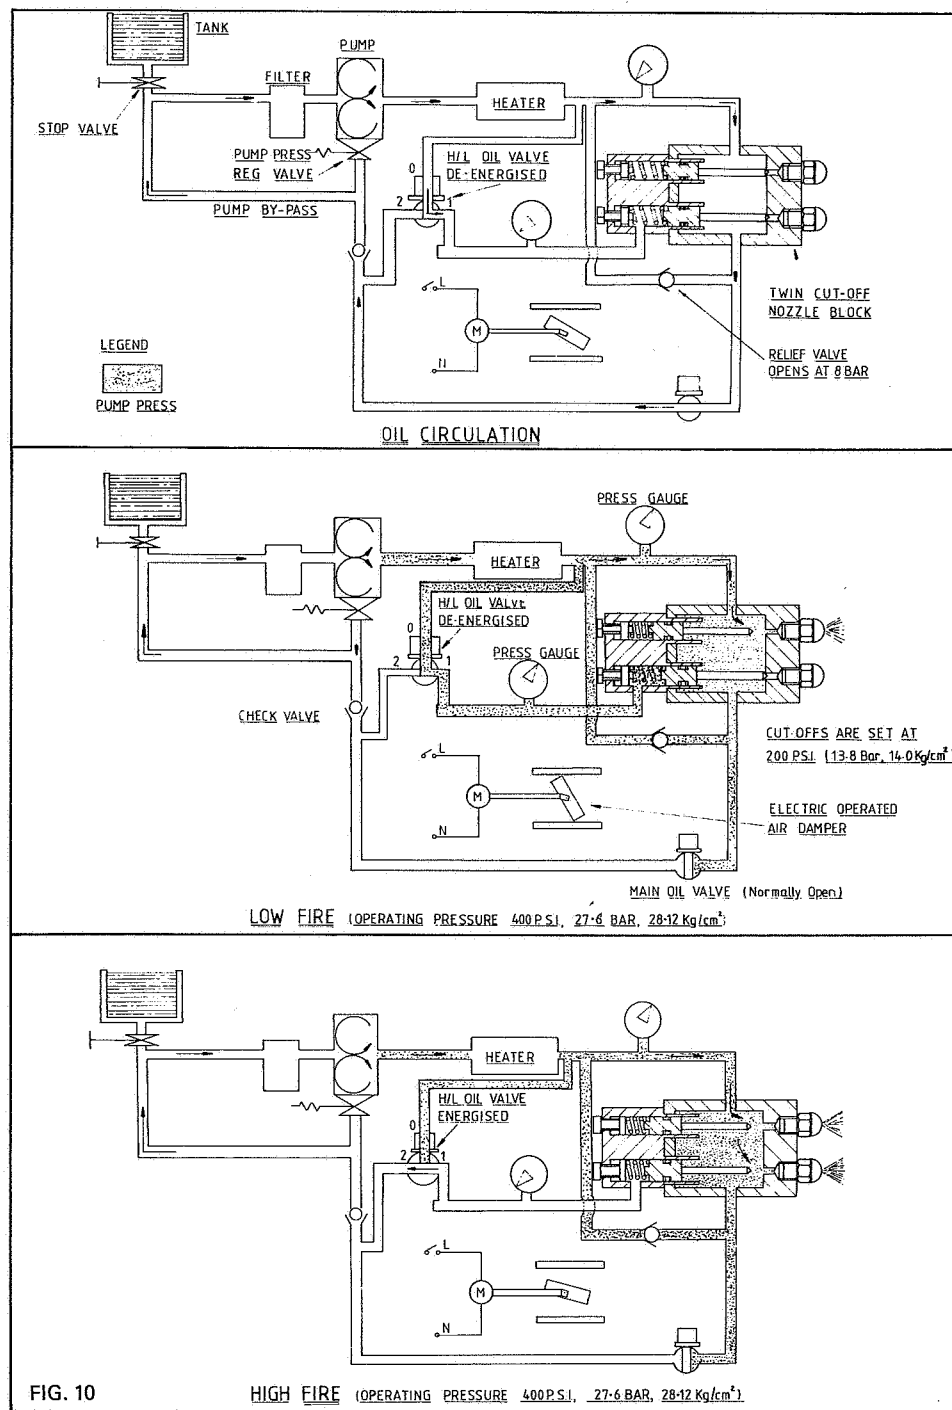 TANK
PUMP
FILTER
HEATER
STOP VALVE
PUMP PRESS
REG VALVE
H/L OIL VALVE
DE-ENERGISED
0
2
1
PUMP BY-PASS
L
M
N
TWIN CUT-OFF
NOZZLE BLOCK
LEGEND
PUMP PRESS
RELIEF VALVE
OPENS AT 8 BAR
OIL CIRCULATION
PRESS GAUGE
HEATER
H/L OIL VALVE
DE-ENERGISED
0
2
1
PRESS GAUGE
CHECK VALVE
CUT-OFFS ARE SET AT
200 P.S.I. (13·8 Bar, 14·0 Kg/cm²
L
M
N
ELECTRIC OPERATED
AIR DAMPER
MAIN OIL VALVE (Normally Open)
LOW FIRE (OPERATING PRESSURE 400 P.S.I, 27·6 BAR, 28·12 Kg/cm²)
HEATER
H/L OIL VALVE
ENERGISED
0
2
1
L
M
N
FIG. 10
HIGH FIRE (OPERATING PRESSURE 400 P.S.I, 27·6 BAR, 28·12 Kg/cm²)